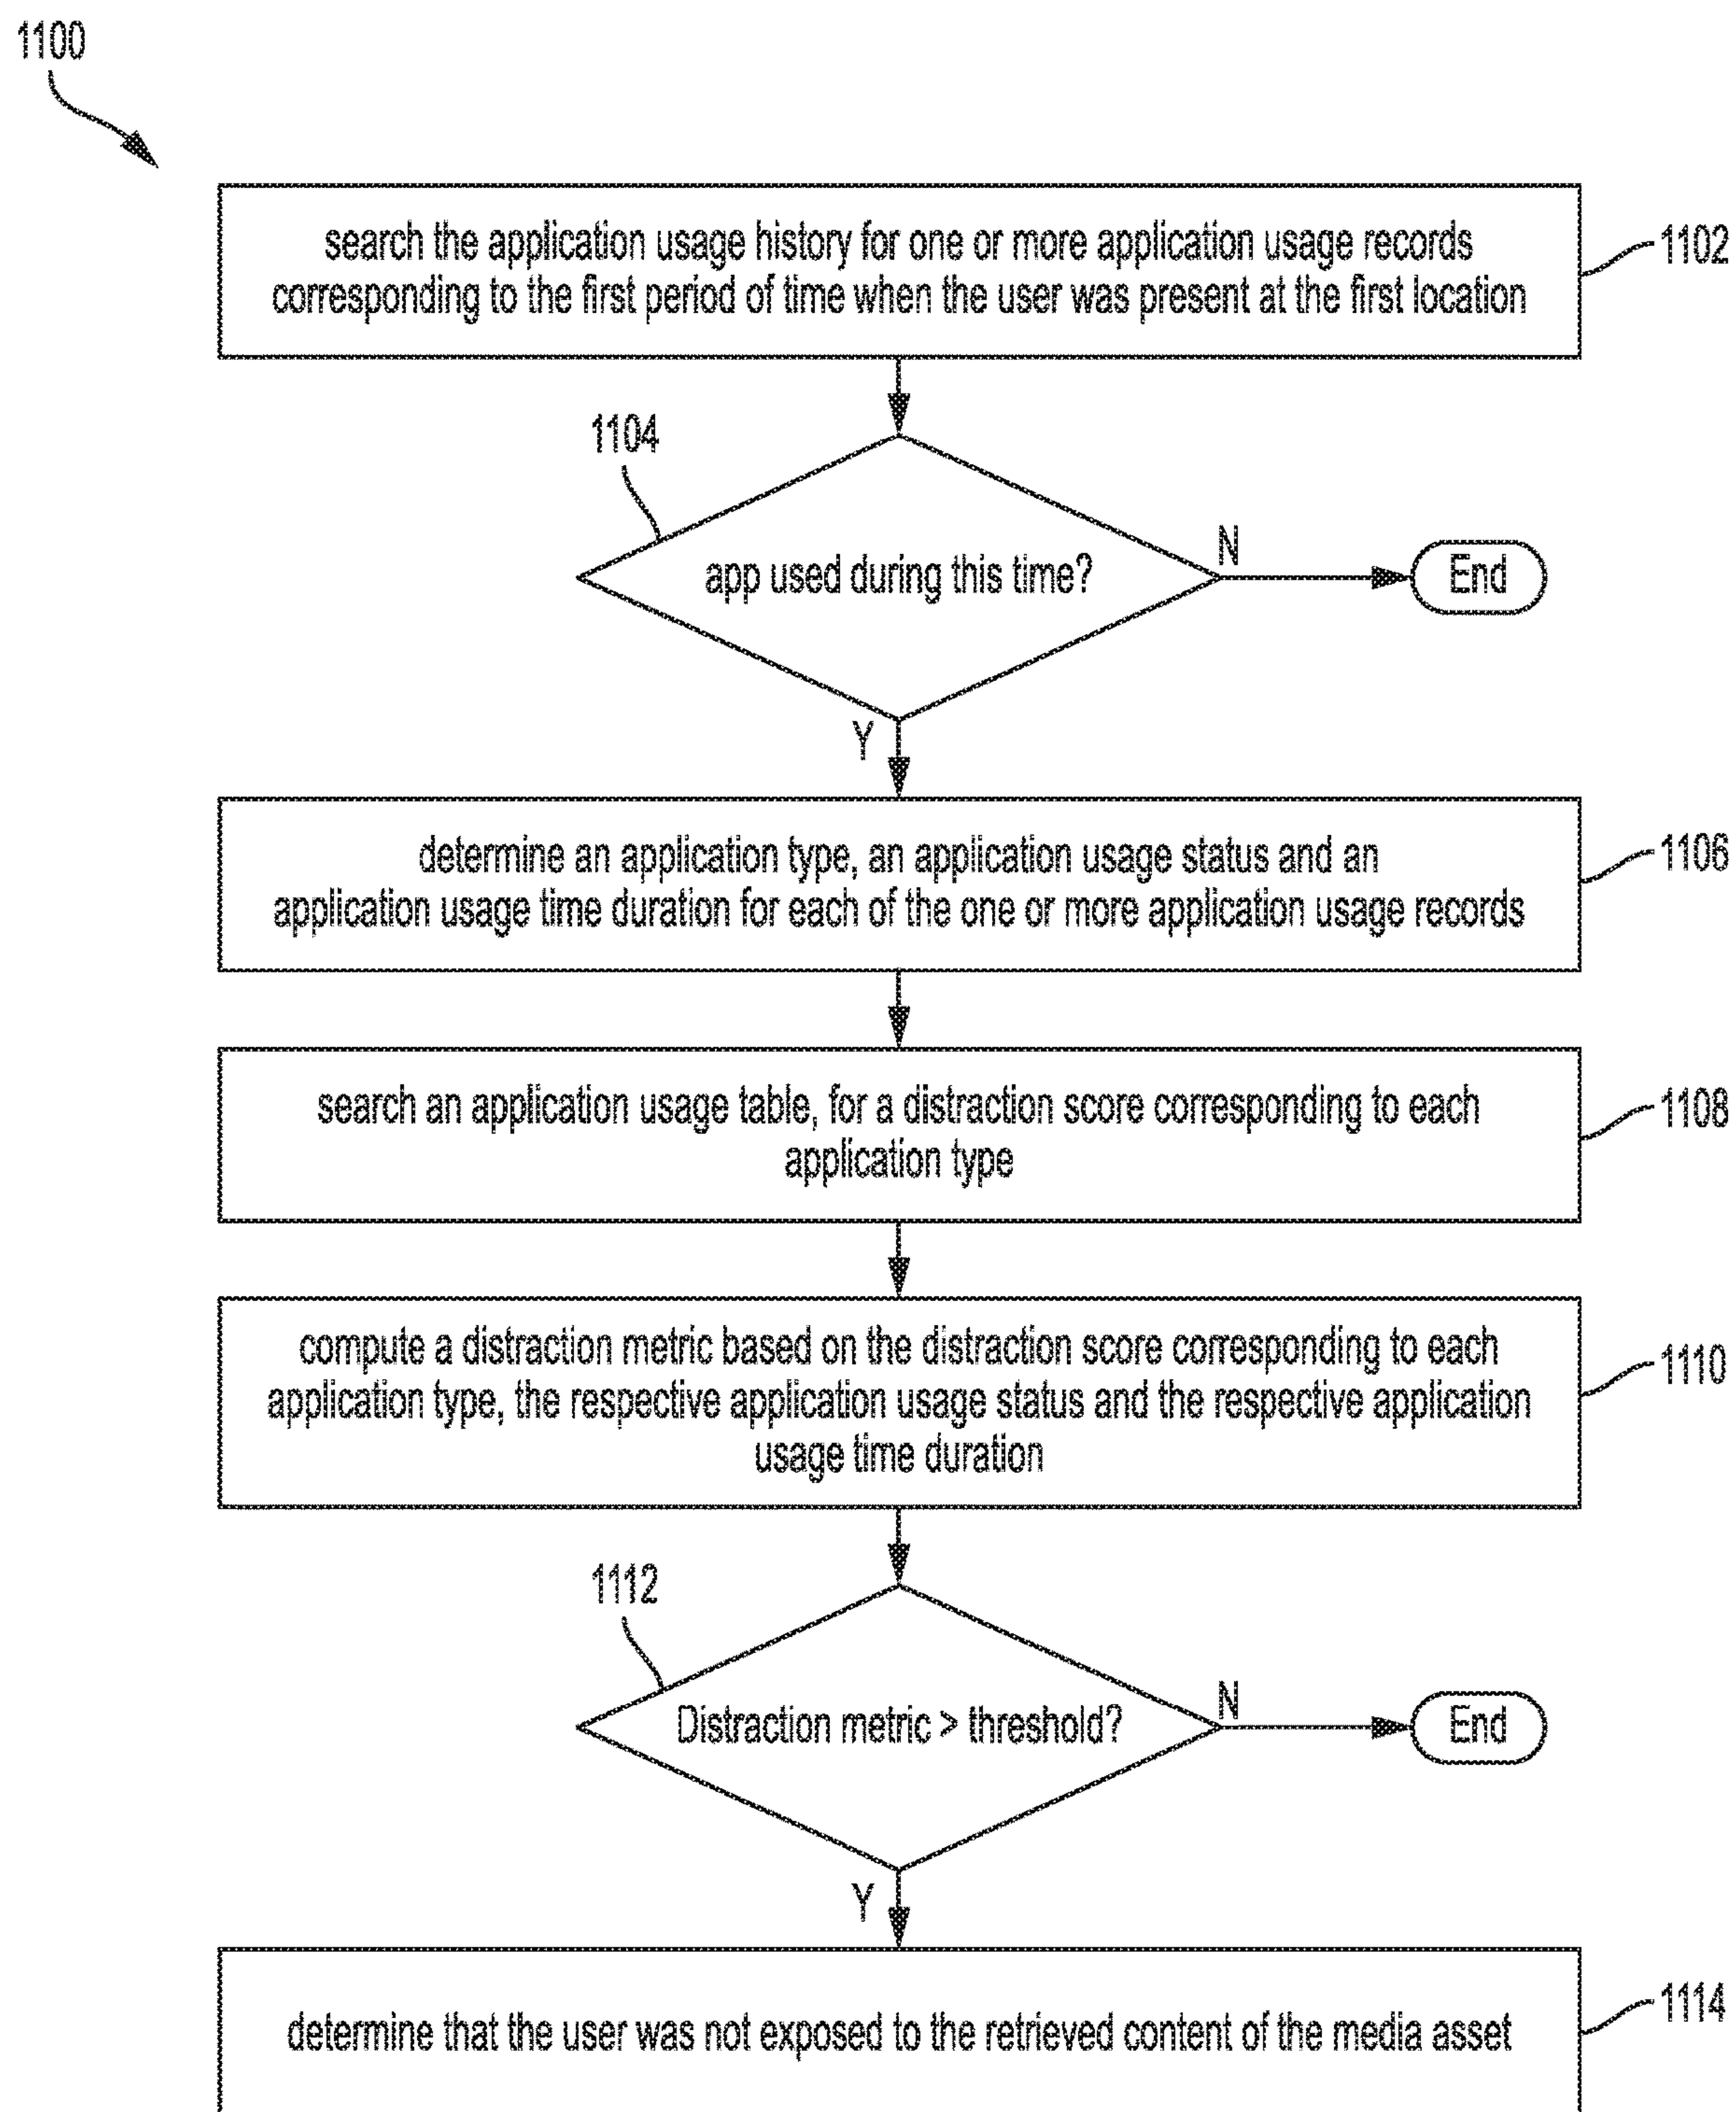 1100
search the application usage history for one or more application usage records
corresponding to the first period of time when the user was present at the first location
1102
1104
app used during this time?
N
End
Y
determine an application type, an application usage status and an
application usage time duration for each of the one or more application usage records
1106
search an application usage table, for a distraction score corresponding to each
application type
1108
compute a distraction metric based on the distraction score corresponding to each
application type, the respective application usage status and the respective application
usage time duration
1110
1112
Distraction metric > threshold?
N
End
Y
determine that the user was not exposed to the retrieved content of the media asset
1114